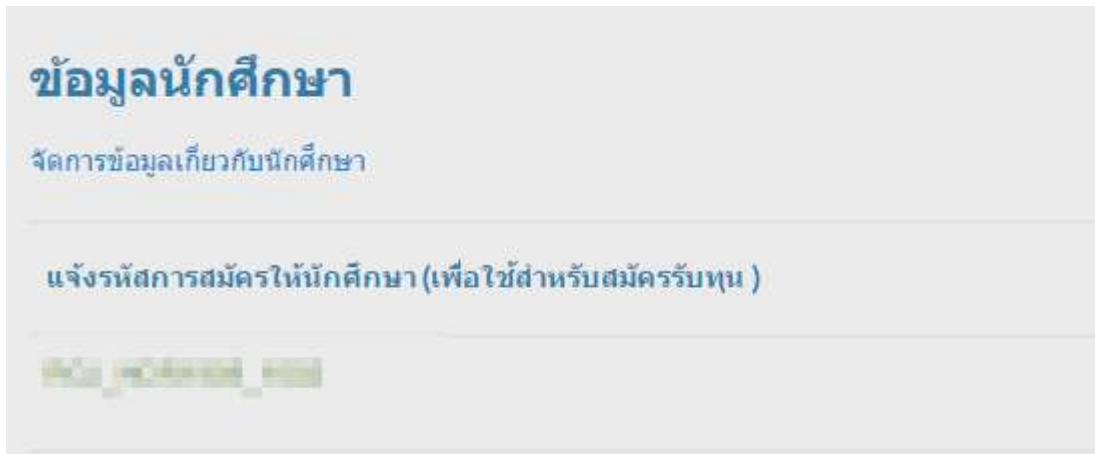 ข้อมูลนักศึกษา
จัดการข้อมูลเกี่ยวกับนักศึกษา
แจ้งรหัสการสมัครให้นักศึกษา (เพื่อใช้สำหรับสมัครรับทุน )